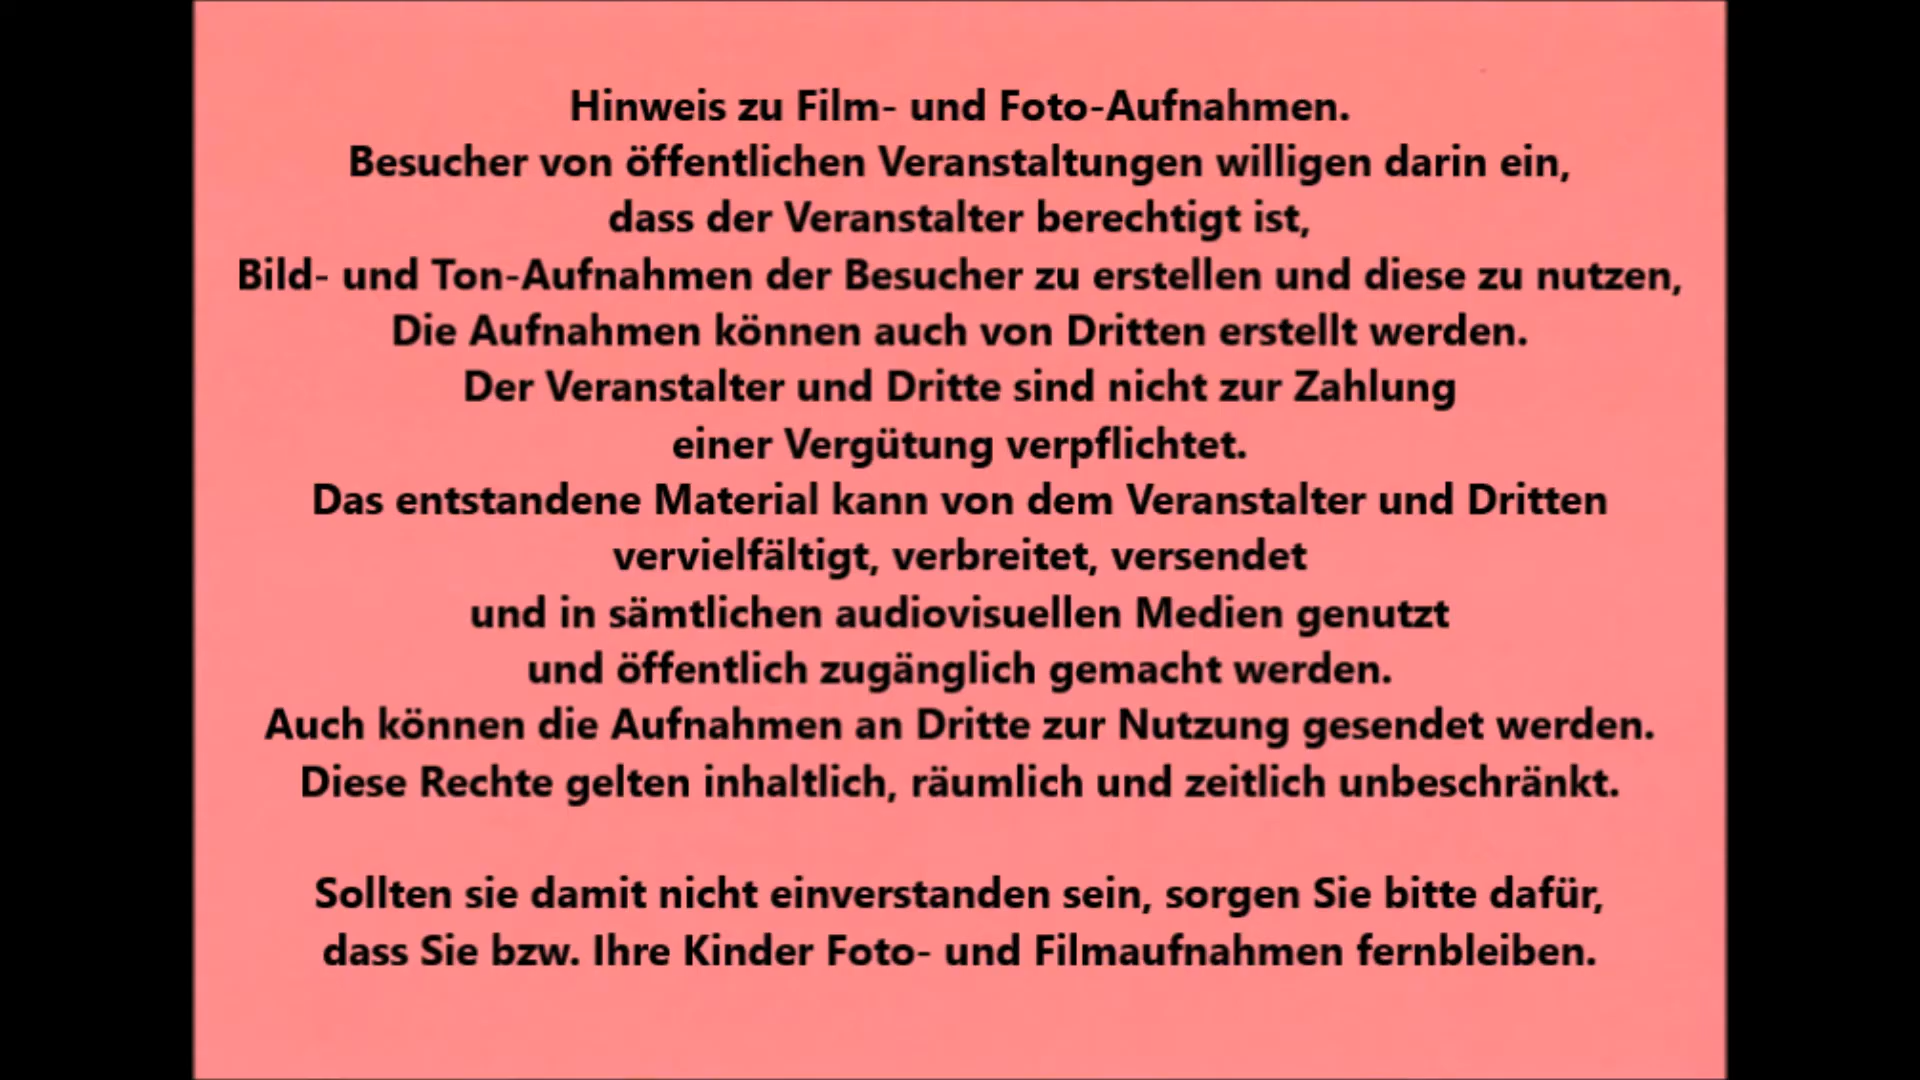 Hinweis zu Film- und Foto-Aufnahmen.
Besucher von öffentlichen Veranstaltungen willigen darin ein,
dass der Veranstalter berechtigt ist,
Bild- und Ton-Aufnahmen der Besucher zu erstellen und diese zu nutzen,
Die Aufnahmen können auch von Dritten erstellt werden.
Der Veranstalter und Dritte sind nicht zur Zahlung
einer Vergütung verpflichtet.
Das entstandene Material kann von dem Veranstalter und Dritten
vervielfältigt, verbreitet, versendet
und in sämtlichen audiovisuellen Medien genutzt
und öffentlich zugänglich gemacht werden.
Auch können die Aufnahmen an Dritte zur Nutzung gesendet werden.
Diese Rechte gelten inhaltlich, räumlich und zeitlich unbeschränkt.
Sollten sie damit nicht einverstanden sein, sorgen Sie bitte dafür,
dass Sie bzw. Ihre Kinder Foto- und Filmaufnahmen fernbleiben.